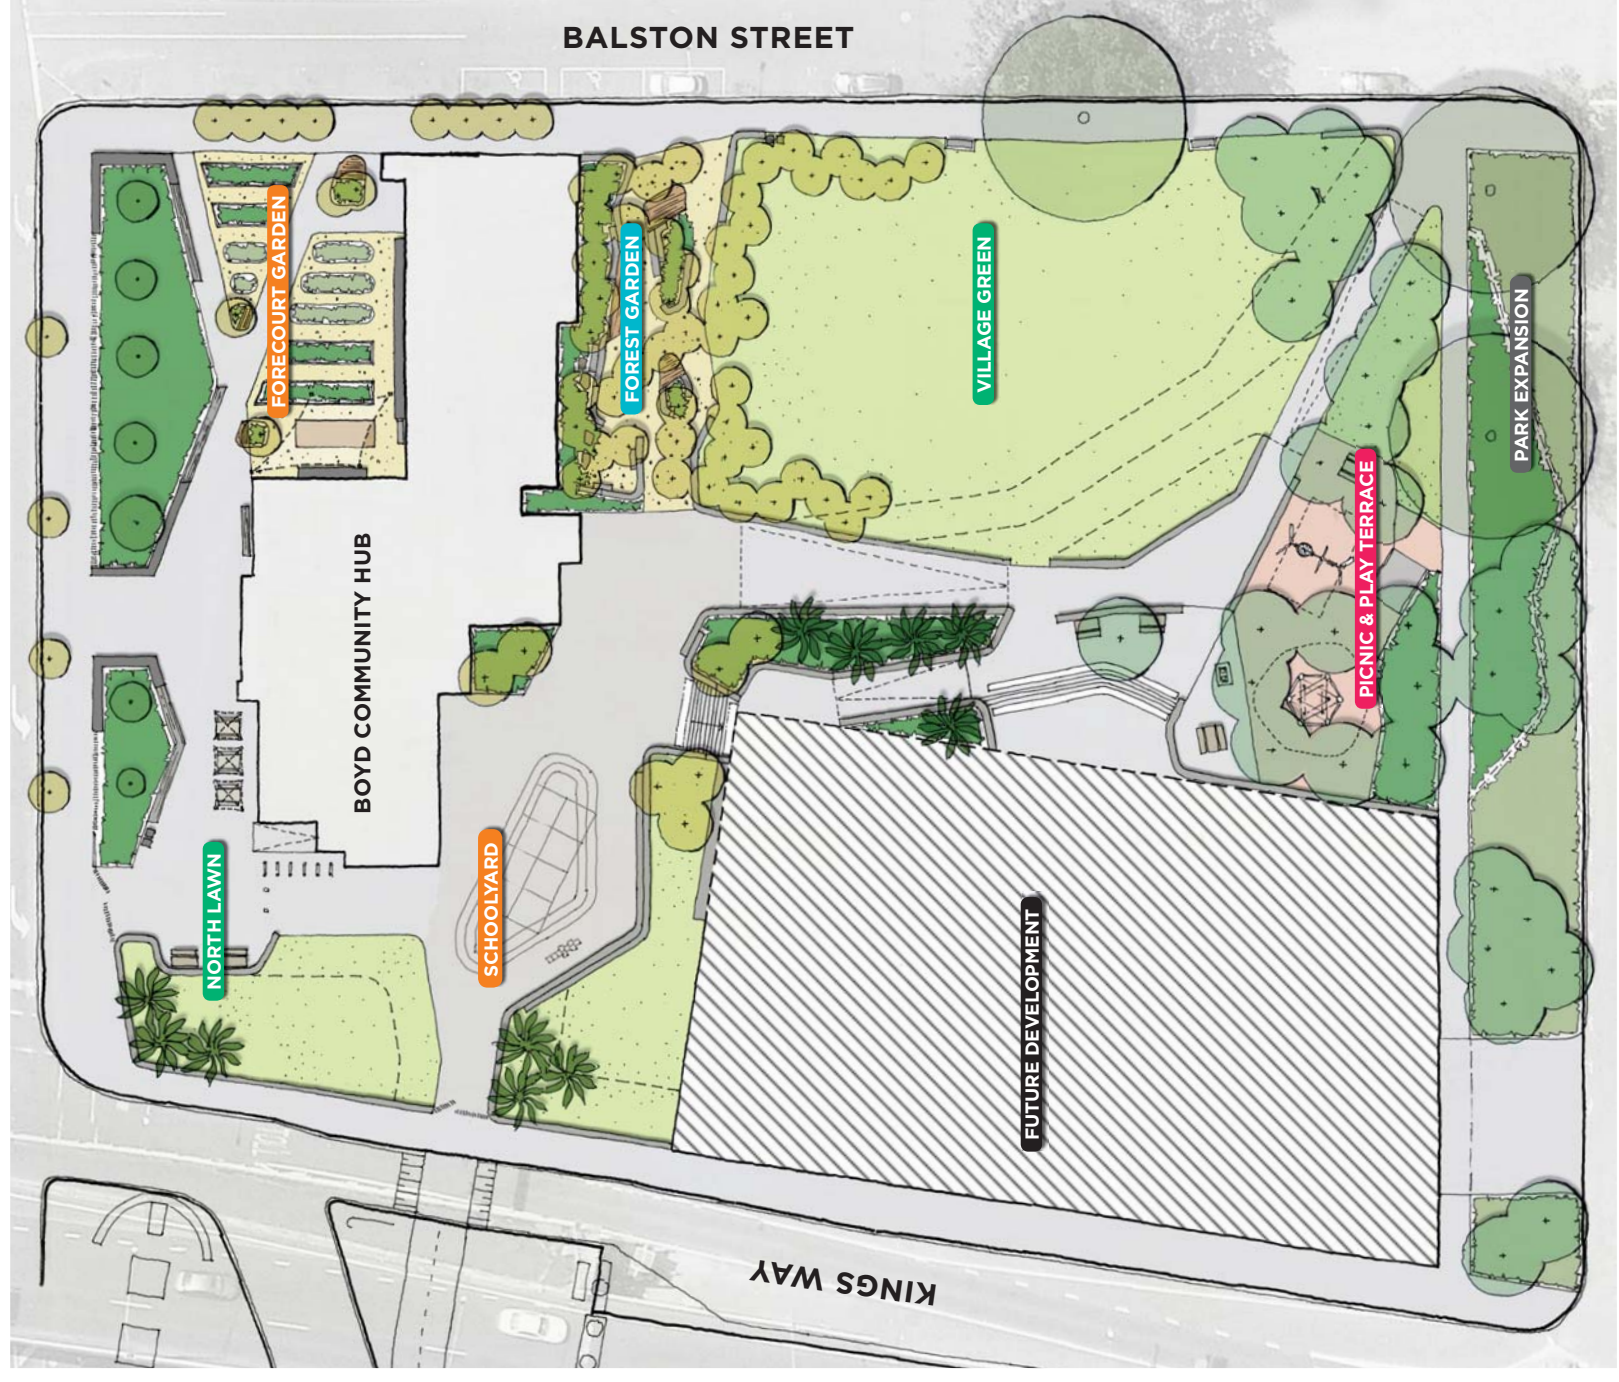 BALSTON STREET
FORECOURT GARDEN
FOREST GARDEN
VILLAGE GREEN
PARK EXPANSION
PICNIC & PLAY TERRACE
BOYD COMMUNITY HUB
NORTH LAWN
SCHOOLYARD
FUTURE DEVELOPMENT
KINGS WAY